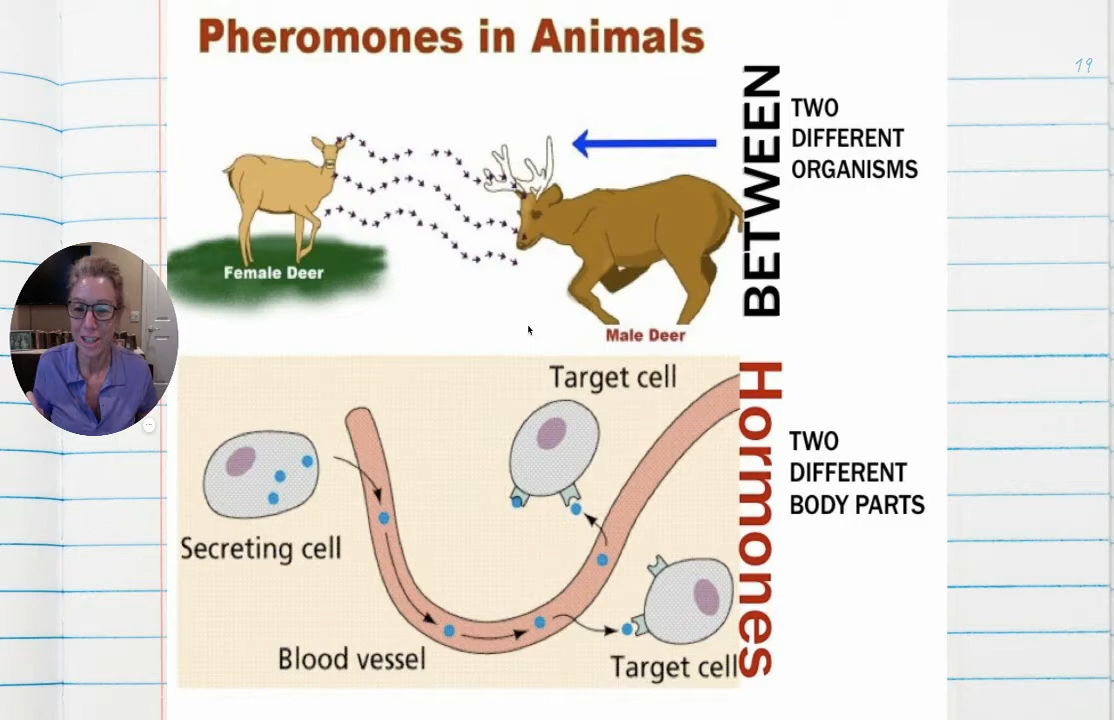 Pheromones in Animals
19
BETWEEN
TWO
DIFFERENT
ORGANISMS
Female Deer
Male Deer
Hormones
TWO
DIFFERENT
BODY PARTS
Target cell
Secreting cell
Blood vessel
Target cell